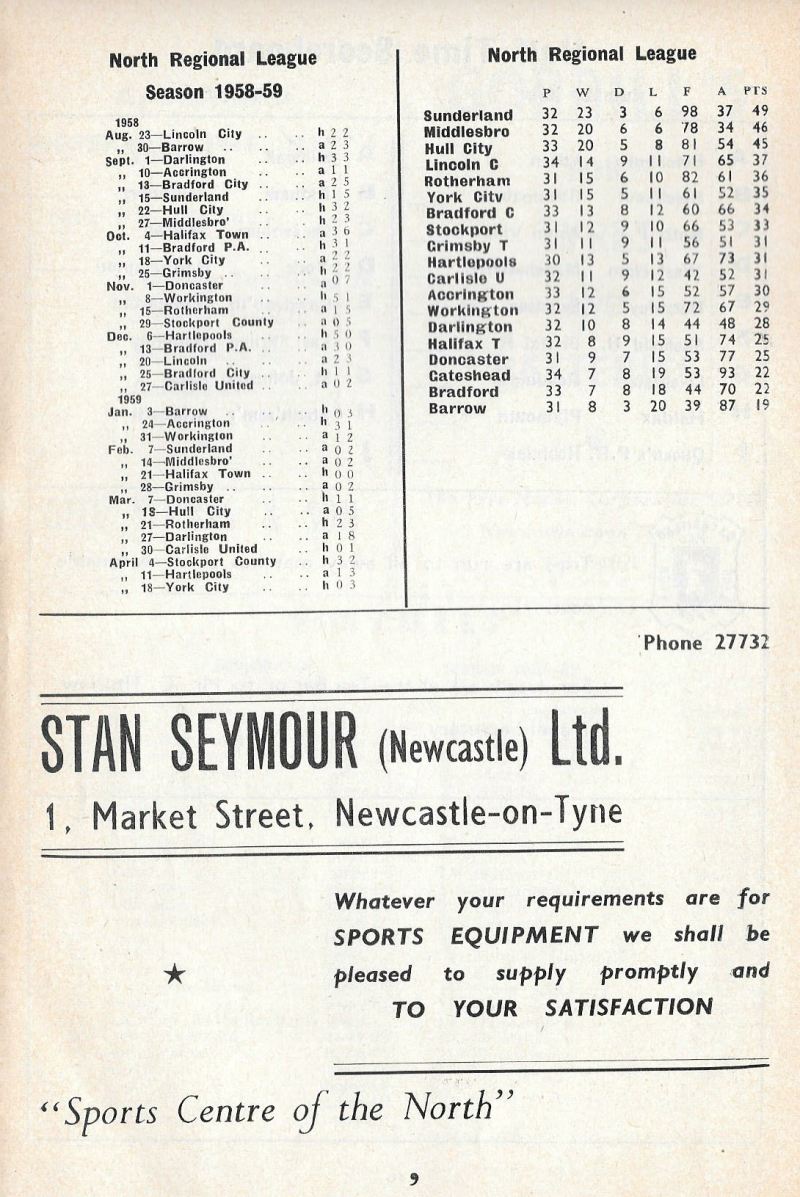 North Regional League
Season 1958-59
1958
Aug. 23—Lincoln City .. .. h 2 2
„ 30—Barrow .. .. .. a 2 3
Sept. 1—Darlington .. .. h 3 3
„ 10—Accrington .. .. a 1 1
„ 13—Bradford City .. .. a 2 5
„ 15—Sunderland .. .. h 1 5
„ 22—Hull City .. .. h 3 2
„ 27—Middlesbro' .. .. h 2 3
Oct. 4—Halifax Town .. .. a 3 6
„ 11—Bradford P.A. .. .. h 3 1
„ 18—York City .. .. a 2 2
„ 25—Grimsby .. .. .. h 2 2
Nov. 1—Doncaster .. .. a 0 7
„ 8—Workington .. .. h 5 1
„ 15—Rotherham .. .. a 1 5
„ 29—Stockport County .. a 0 5
Dec. 6—Hartlepools .. .. h 5 0
„ 13—Bradford P.A. .. .. a 3 0
„ 20—Lincoln .. .. .. a 2 3
„ 25—Bradford City .. .. h 1 1
„ 27—Carlisle United .. .. a 0 2
1959
Jan. 3—Barrow .. .. .. h 0 3
„ 24—Accrington .. .. h 3 1
„ 31—Workington .. .. a 1 2
Feb. 7—Sunderland .. .. a 0 2
„ 14—Middlesbro' .. .. a 0 2
„ 21—Halifax Town .. .. h 0 0
„ 28—Grimsby .. .. .. a 0 2
Mar. 7—Doncaster .. .. h 1 1
„ 18—Hull City .. .. a 0 5
„ 21—Rotherham .. .. h 2 3
„ 27—Darlington .. .. a 1 8
„ 30—Carlisle United .. .. h 0 1
April 4—Stockport County .. .. h 3 2
„ 11—Hartlepools .. .. a 1 3
„ 18—York City .. .. h 0 3
North Regional League
P W D L F A PTS
Sunderland 32 23 3 6 98 37 49
Middlesbro 32 20 6 6 78 34 46
Hull City 33 20 5 8 81 54 45
Lincoln C 34 14 9 11 71 65 37
Rotherham 31 15 6 10 82 61 36
York City 31 15 5 11 61 52 35
Bradford C 33 13 8 12 60 66 34
Stockport 31 12 9 10 66 53 33
Grimsby T 31 11 9 11 56 51 31
Hartlepools 30 13 5 13 67 73 31
Carlisle U 32 11 9 12 42 52 31
Accrington 33 12 6 15 52 57 30
Workington 32 12 5 15 72 67 29
Darlington 32 10 8 14 44 48 28
Halifax T 32 8 9 15 51 74 25
Doncaster 31 9 7 15 53 77 25
Gateshead 34 7 8 19 53 93 22
Bradford 33 7 8 18 44 70 22
Barrow 31 8 3 20 39 87 19
Phone 27732
STAN SEYMOUR (Newcastle) Ltd.
1, Market Street, Newcastle-on-Tyne
Whatever your requirements are for
SPORTS EQUIPMENT we shall be
pleased to supply promptly and
TO YOUR SATISFACTION
"Sports Centre of the North"
9